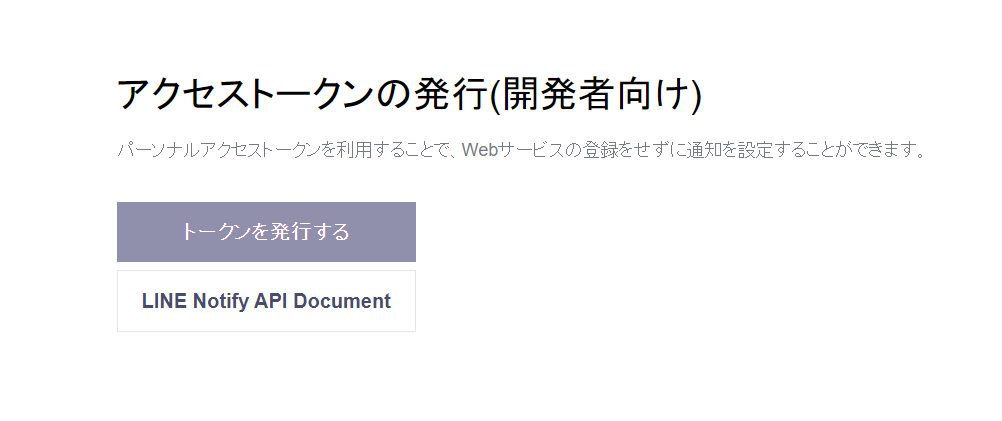 アクセストークンの発行(開発者向け)
パーソナルアクセストークンを利用することで、Webサービスの登録をせずに通知を設定することができます。
トークンを発行する
LINE Notify API Document